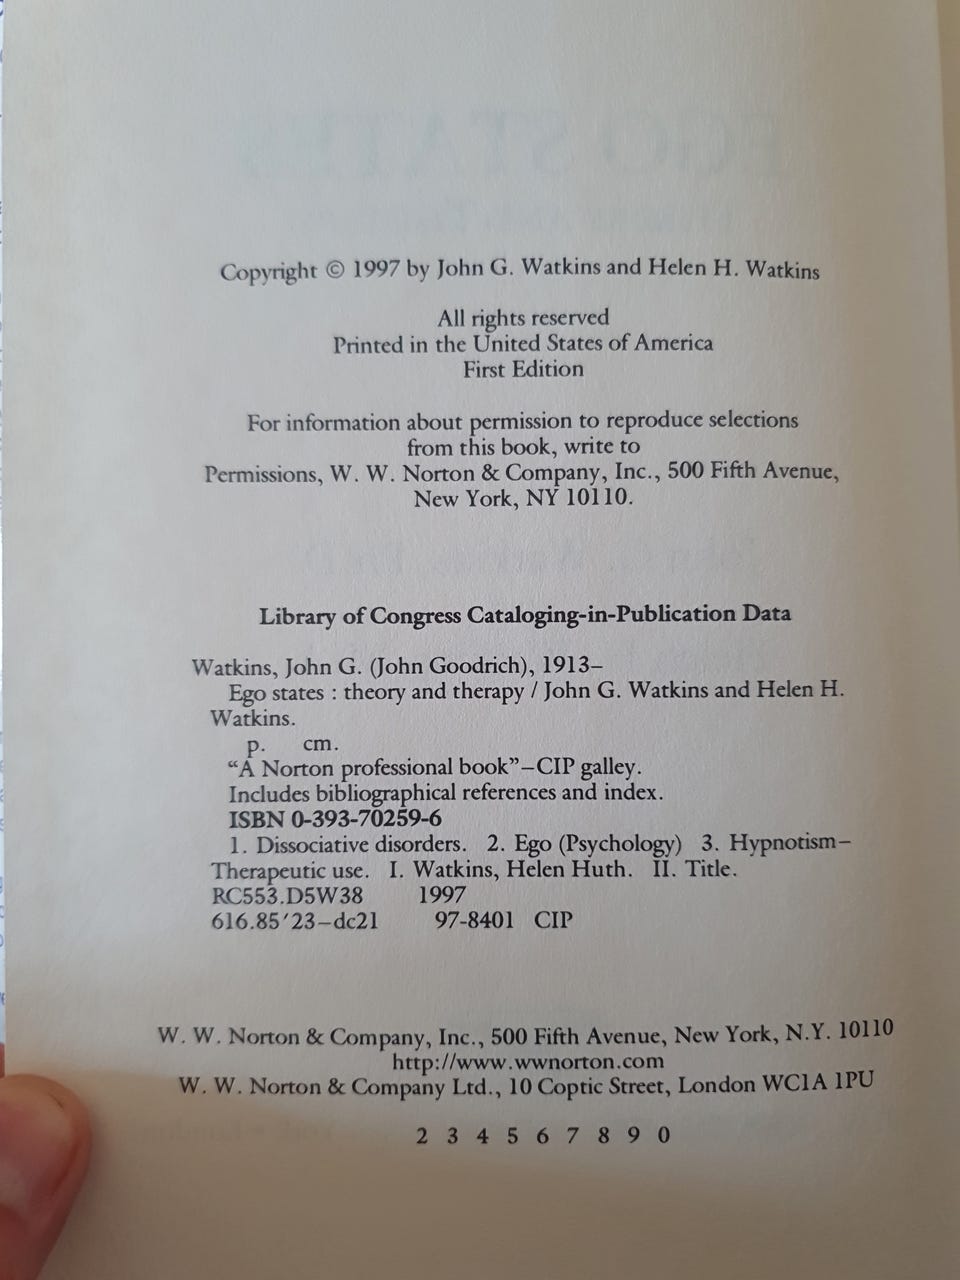 Copyright © 1997 by John G. Watkins and Helen H. Watkins
All rights reserved
Printed in the United States of America
First Edition
For information about permission to reproduce selections
from this book, write to
Permissions, W. W. Norton & Company, Inc., 500 Fifth Avenue,
New York, NY 10110.
Library of Congress Cataloging-in-Publication Data
Watkins, John G. (John Goodrich), 1913–
Ego states : theory and therapy / John G. Watkins and Helen H.
Watkins.
p. cm.
“A Norton professional book”–CIP galley.
Includes bibliographical references and index.
ISBN 0-393-70259-6
1. Dissociative disorders. 2. Ego (Psychology) 3. Hypnotism–
Therapeutic use. I. Watkins, Helen Huth. II. Title.
RC553.D5W38 1997
616.85′23–dc21 97-8401 CIP
W. W. Norton & Company, Inc., 500 Fifth Avenue, New York, N.Y. 10110
http://www.wwnorton.com
W. W. Norton & Company Ltd., 10 Coptic Street, London WC1A 1PU
2 3 4 5 6 7 8 9 0